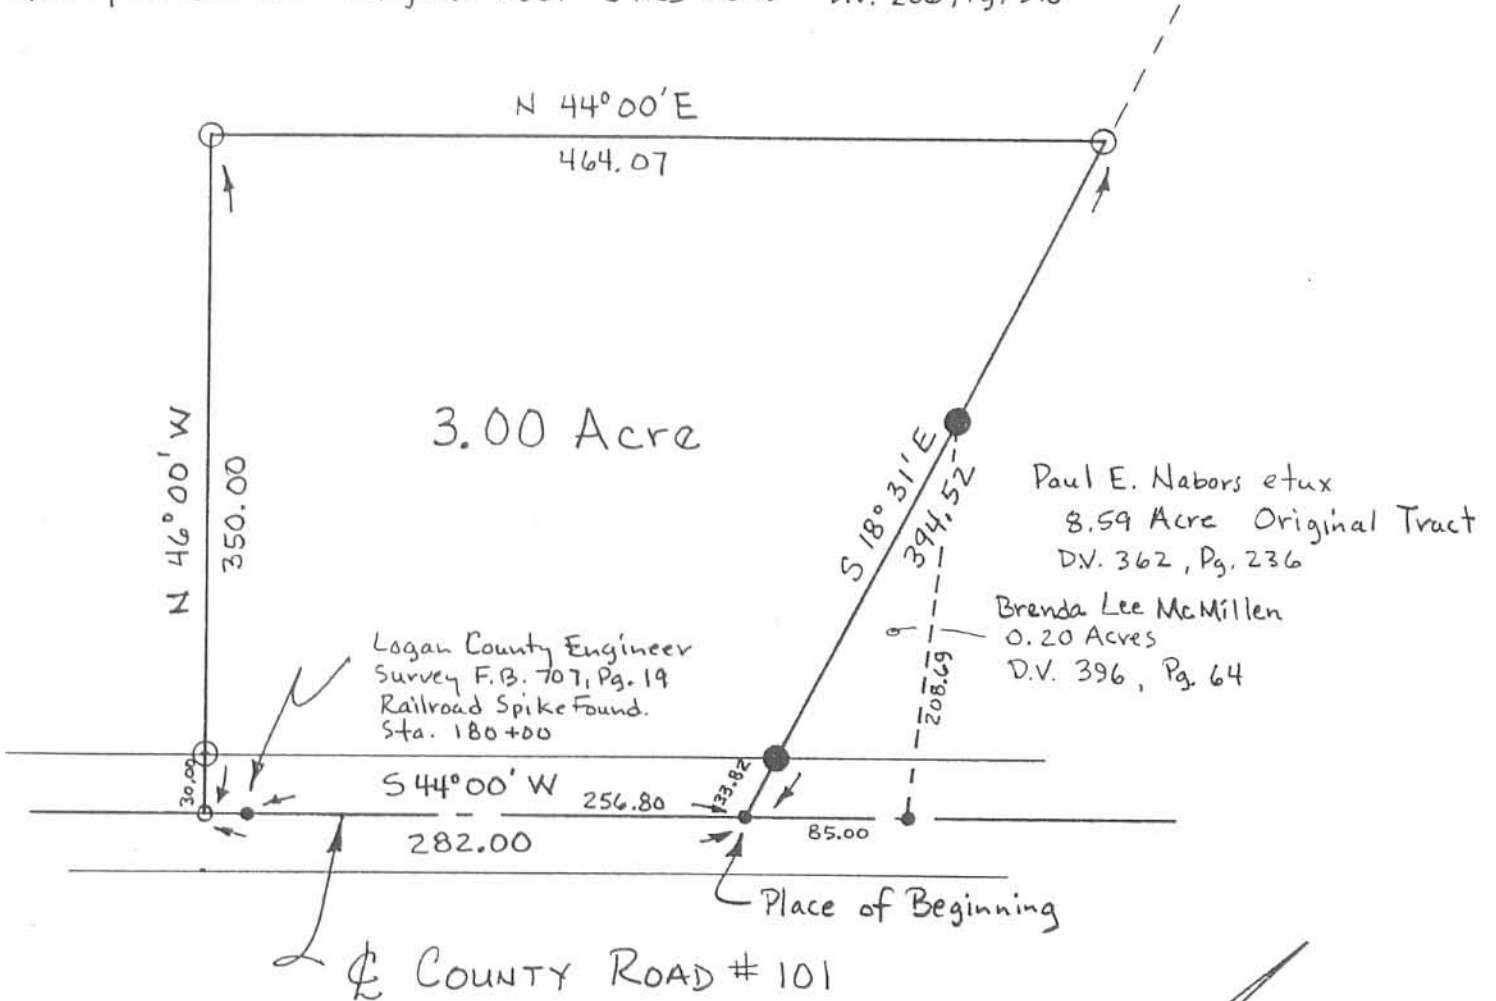 N 44°00'E
464.07
N 46°00'W
350.00
3.00 Acre
S 18°31'E
394.52
Paul E. Nabors etux
8.59 Acre Original Tract
D.V. 362, Pg. 236
Brenda Lee McMillen
0.20 Acres
D.V. 396, Pg. 64
208.69
Logan County Engineer
Survey F.B. 707, Pg. 19
Railroad Spike Found.
Sta. 180+00
30.00
S 44°00'W
256.80
33.82
282.00
85.00
Place of Beginning
℄ COUNTY ROAD # 101